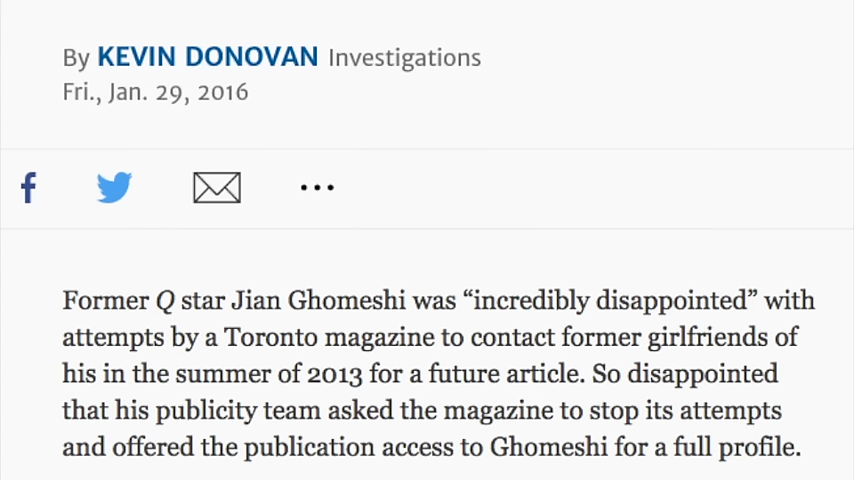 By KEVIN DONOVAN Investigations
Fri., Jan. 29, 2016
Former Q star Jian Ghomeshi was “incredibly disappointed” with
attempts by a Toronto magazine to contact former girlfriends of
his in the summer of 2013 for a future article. So disappointed
that his publicity team asked the magazine to stop its attempts
and offered the publication access to Ghomeshi for a full profile.